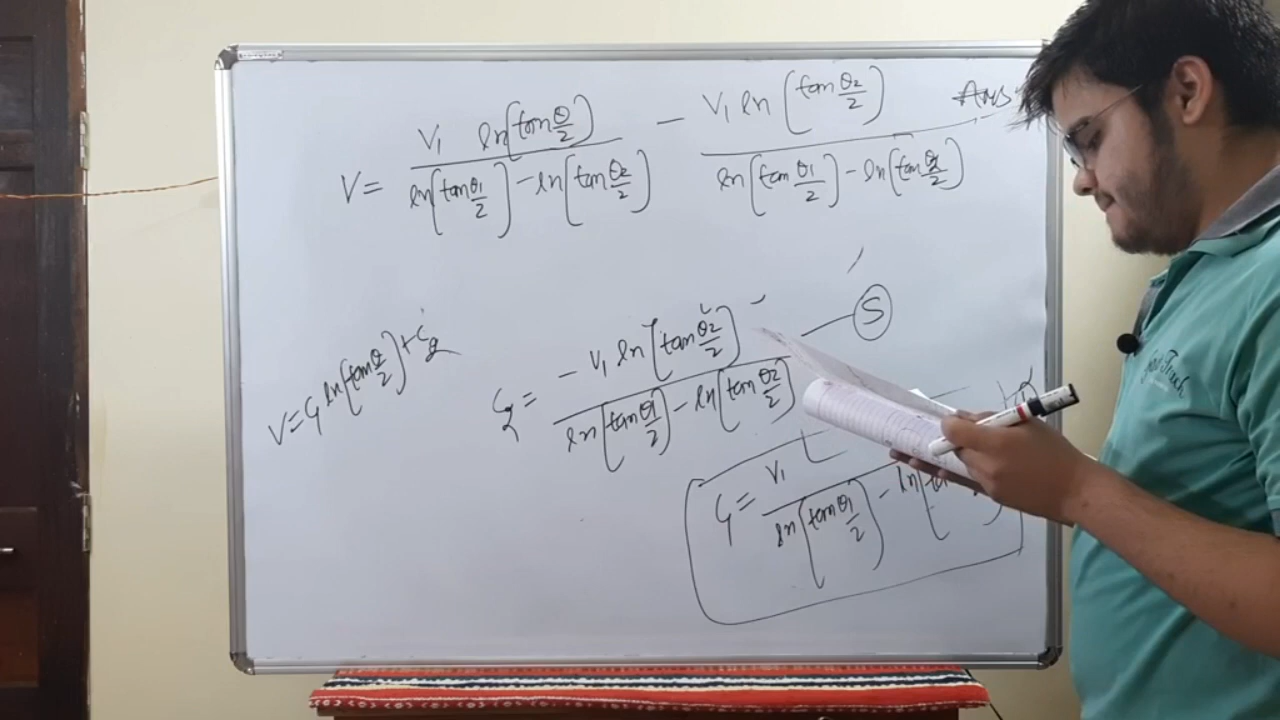 V = V₁ ln[tan θ/2] / ln[tan θ₁/2] − ln[tan θ₂/2] − V₁ ln(tan θ₂/2) / ln[tan θ₁/2] − ln[tan θ₂/2] Ans
V = C₁ ln[tan θ/2] + C₂
C₂ = − V₁ ln[tan θ₂/2] / ln[tan θ₁/2] − ln[tan θ₂/2] — S
C₁ = V₁ / ln[tan θ₁/2] − ln